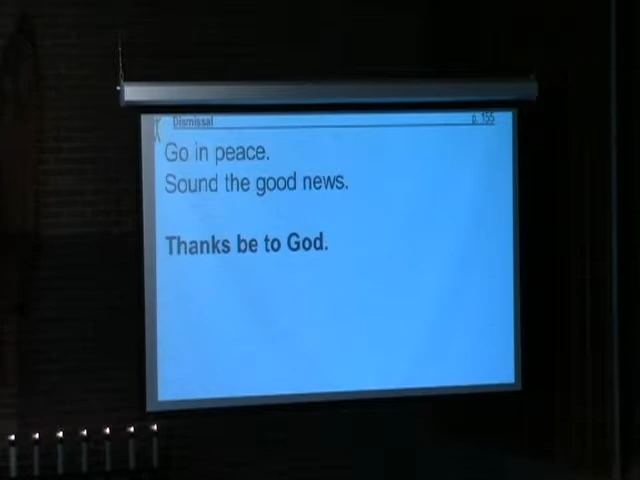 Dismissal p. 155
Go in peace.
Sound the good news.
Thanks be to God.